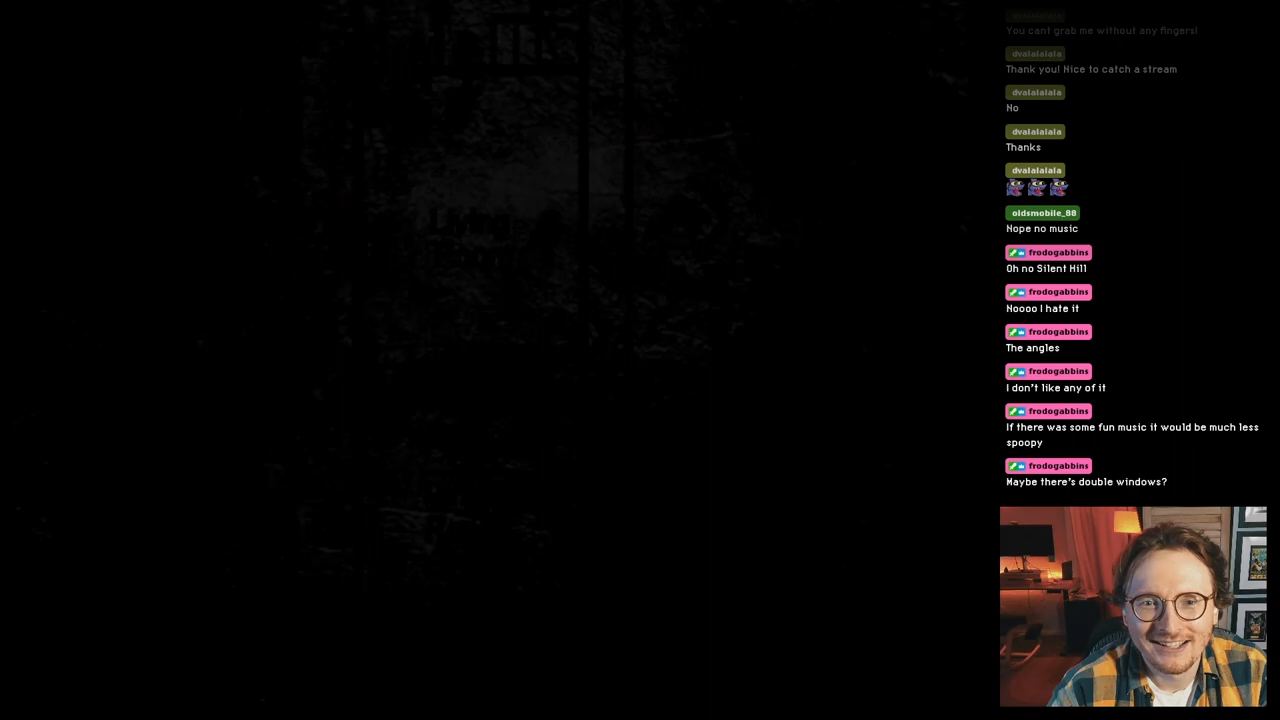 dvalalalala
You cant grab me without any fingers!
dvalalalala
Thank you! Nice to catch a stream
dvalalalala
No
dvalalalala
Thanks
dvalalalala
oldsmobile_88
Nope no music
frodogabbins
Oh no Silent Hill
frodogabbins
Noooo I hate it
frodogabbins
The angles
frodogabbins
I don't like any of it
frodogabbins
If there was some fun music it would be much less
spoopy
frodogabbins
Maybe there's double windows?